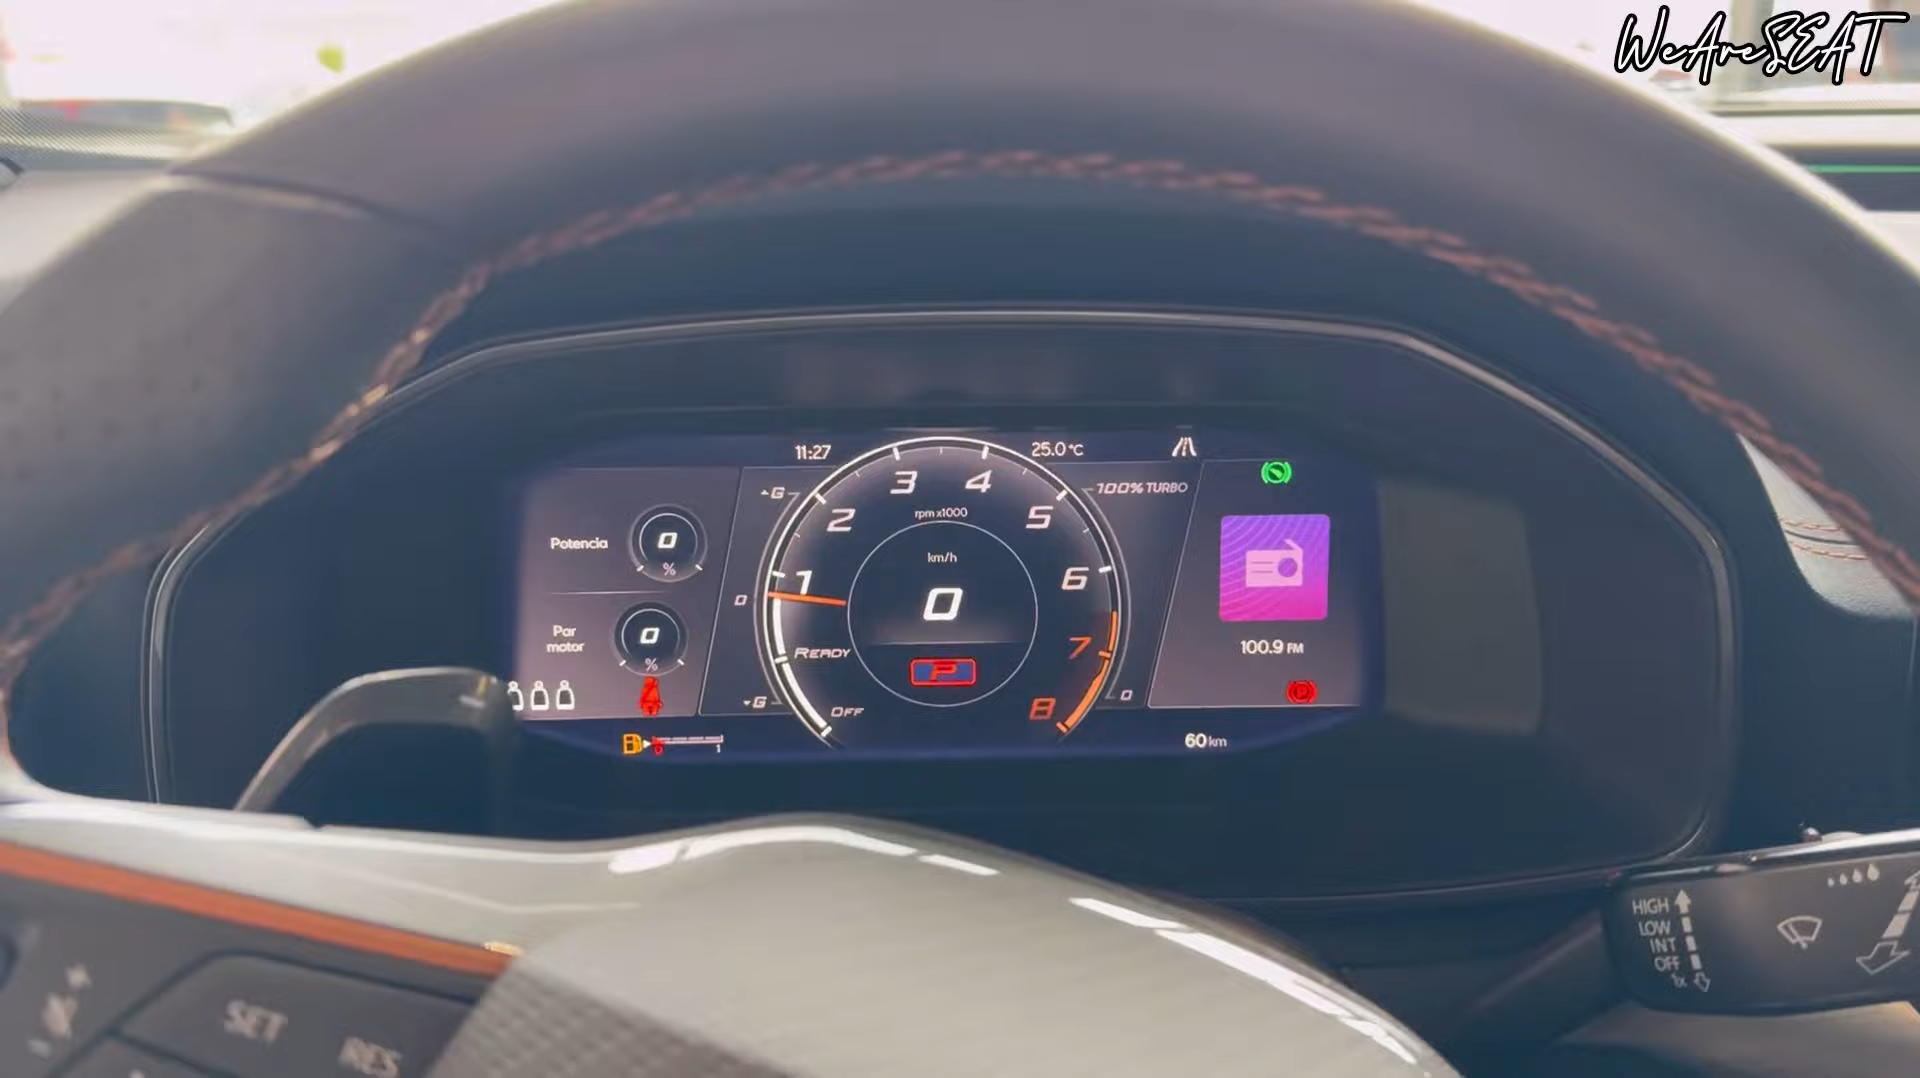 WeAreSEAT
11:27
25.0°C
G
100% TURBO
3 4
2 5
rpm x1000
Potencia
0
%
km/h
1 6
0
0
Par
motor
0
%
READY
7
100.9 FM
P
G
OFF
8
0
P
0
1
60 km
HIGH
LOW
INT
OFF
1x
SET
RES